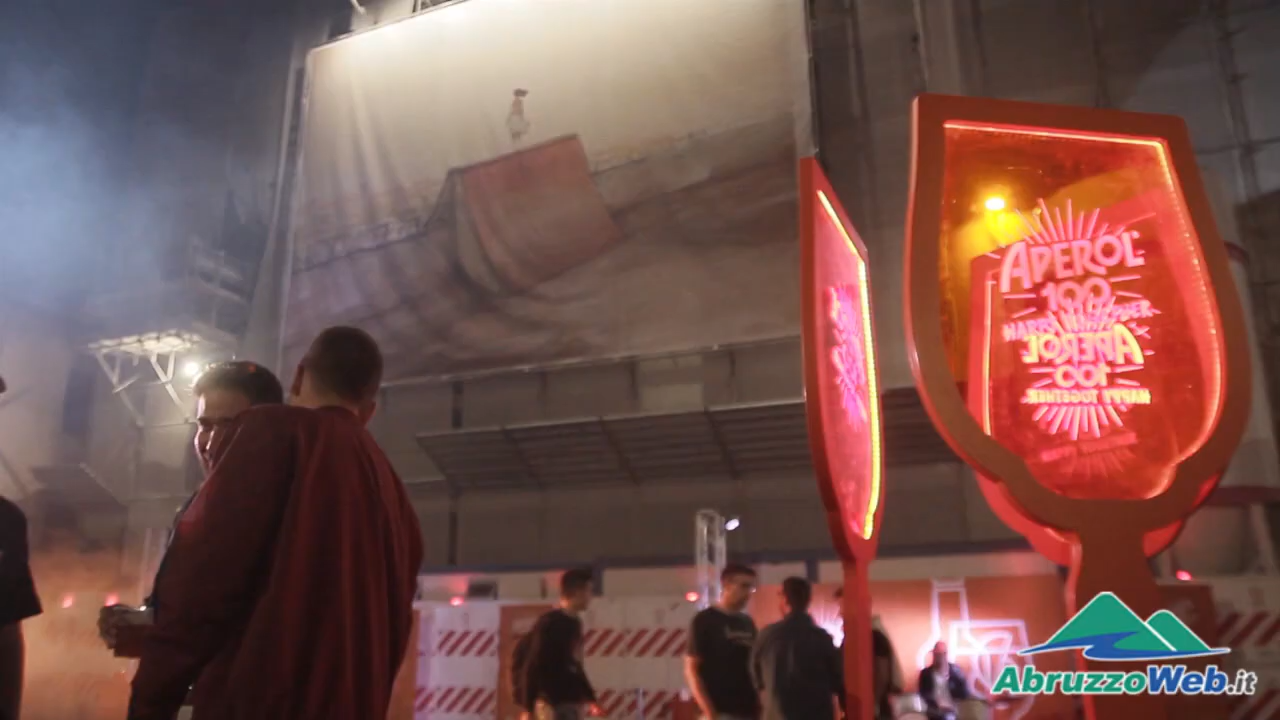 APEROL
100
HAPPY TOGETHER
APEROL
100
HAPPY TOGETHER
AbruzzoWeb.it